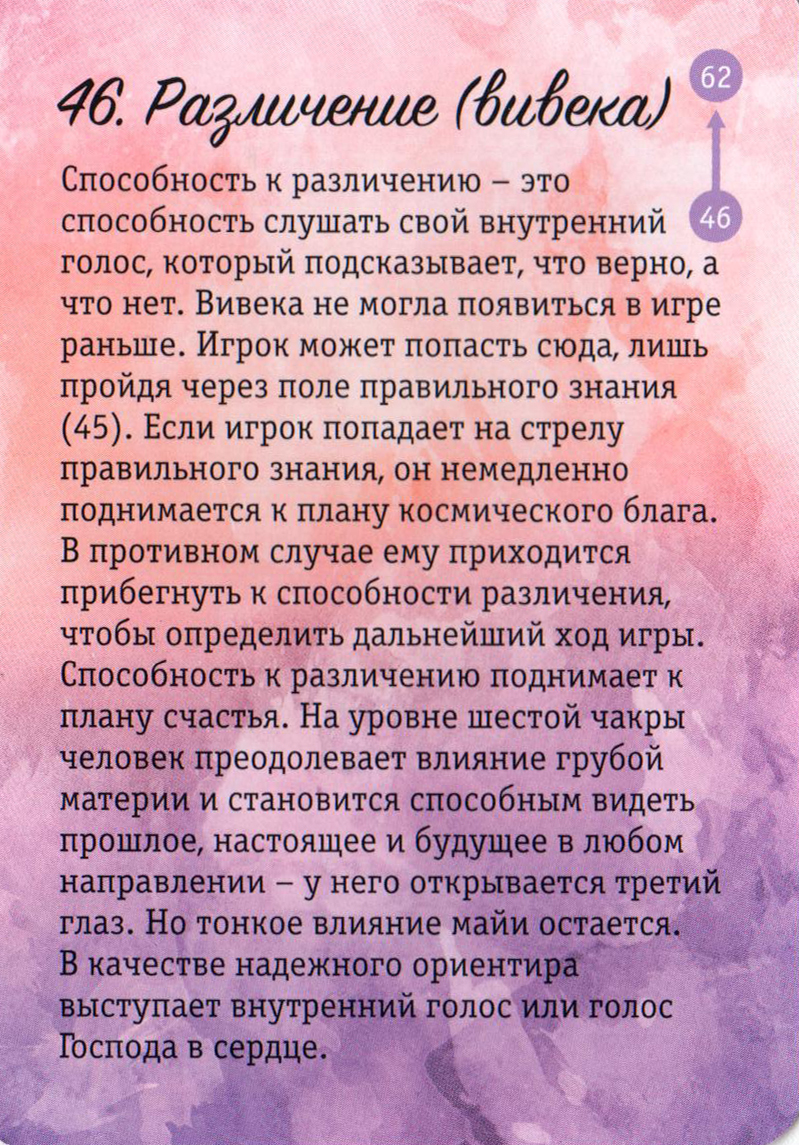 46. Различение (вивека)
62
46
Способность к различению – это
способность слушать свой внутренний
голос, который подсказывает, что верно, а
что нет. Вивека не могла появиться в игре
раньше. Игрок может попасть сюда, лишь
пройдя через поле правильного знания
(45). Если игрок попадает на стрелу
правильного знания, он немедленно
поднимается к плану космического блага.
В противном случае ему приходится
прибегнуть к способности различения,
чтобы определить дальнейший ход игры.
Способность к различению поднимает к
плану счастья. На уровне шестой чакры
человек преодолевает влияние грубой
материи и становится способным видеть
прошлое, настоящее и будущее в любом
направлении – у него открывается третий
глаз. Но тонкое влияние майи остается.
В качестве надежного ориентира
выступает внутренний голос или голос
Господа в сердце.